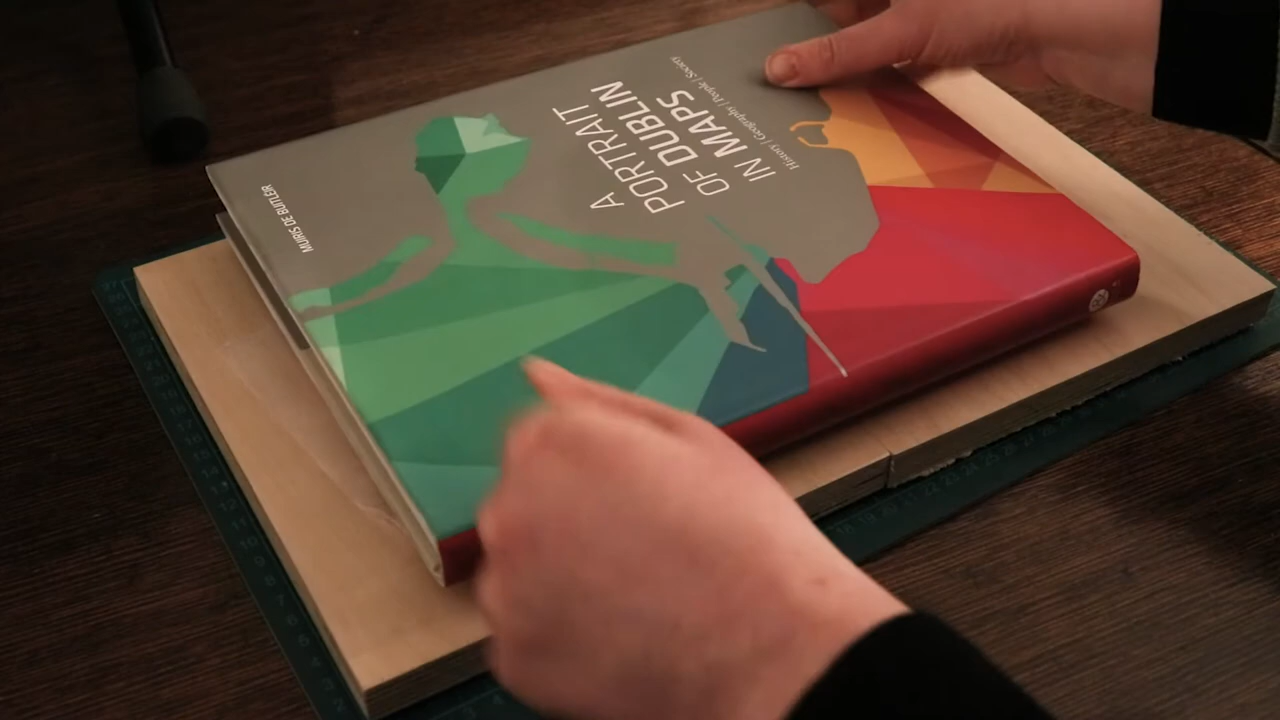 A
PORTRAIT
OF DUBLIN
IN MAPS
History | Geography | People | Society
MUIRIS DE BUITLÉIR